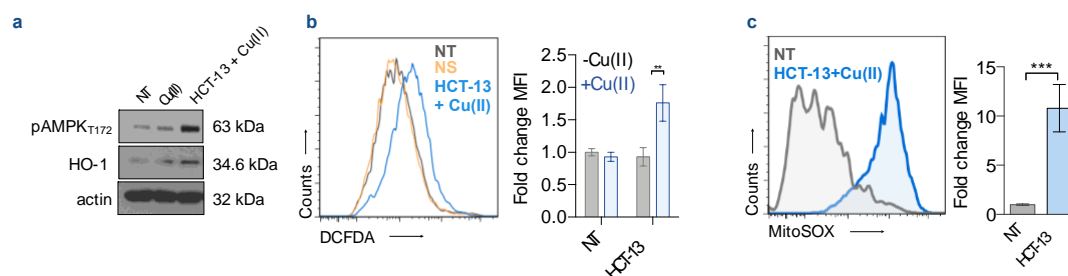 a
NT
Cu(II)
HCT-13 + Cu(II)
pAMPKT172
63 kDa
HO-1
34.6 kDa
actin
32 kDa
b
NT
NS
HCT-13
+ Cu(II)
Counts
DCFDA
-Cu(II)
+Cu(II)
**
Fold change MFI
2.5
2.0
1.5
1.0
0.5
0.0
NT
HCT-13
c
NT
HCT-13+Cu(II)
Counts
MitoSOX
***
Fold change MFI
15
10
5
0
NT
HCT-13